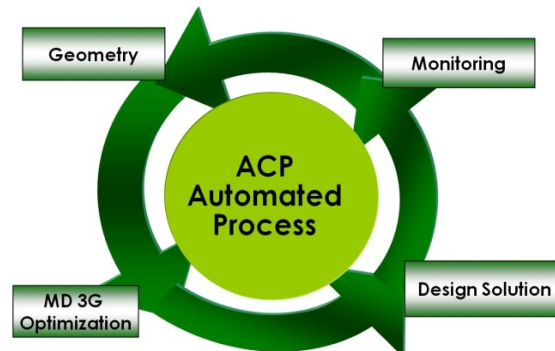 Geometry
Monitoring
ACP
Automated
Process
MD 3G
Optimization
Design Solution